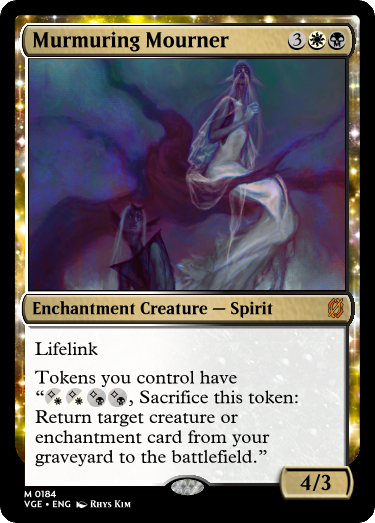 Murmuring Mourner 3
Enchantment Creature — Spirit
Lifelink
Tokens you control have
“, Sacrifice this token:
Return target creature or
enchantment card from your
graveyard to the battlefield.”
4/3
M 0184
VGE • ENG Rhys Kim